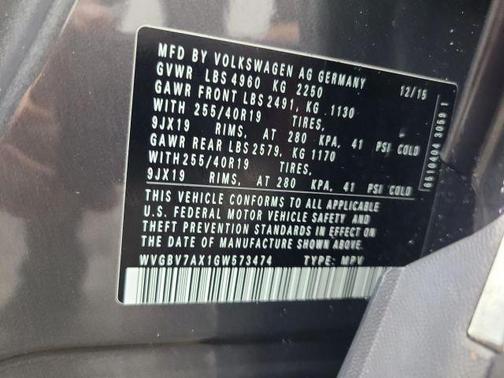 MFD BY VOLKSWAGEN AG GERMANY
GVWR LBS 4960 KG 2250 12/15
GAWR FRONT LBS 2491, KG 1130
WITH 255/40R19 TIRES,
9JX19 RIMS, AT 280 KPA, 41 PSI COLD
GAWR REAR LBS 2579, KG 1170
WITH 255/40R19 TIRES,
9JX19 RIMS, AT 280 KPA, 41 PSI COLD
THIS VEHICLE CONFORMS TO ALL APPLICABLE
U.S. FEDERAL MOTOR VEHICLE SAFETY AND
THEFT PREVENTION STANDARDS IN EFFECT ON
THE DATE OF MANUFACTURE SHOWN ABOVE.
WVGBV7AX1GW573474 TYPE: MPV